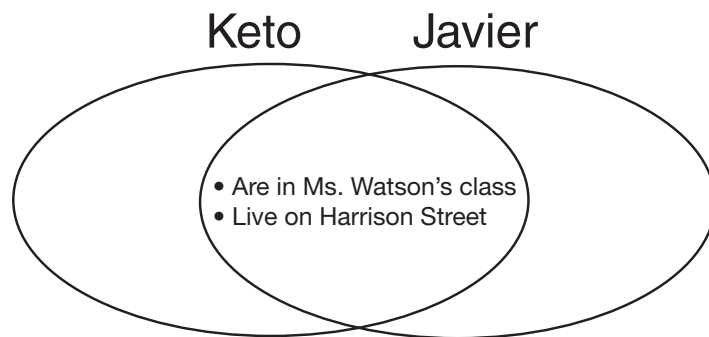 Keto Javier
• Are in Ms. Watson’s class
• Live on Harrison Street